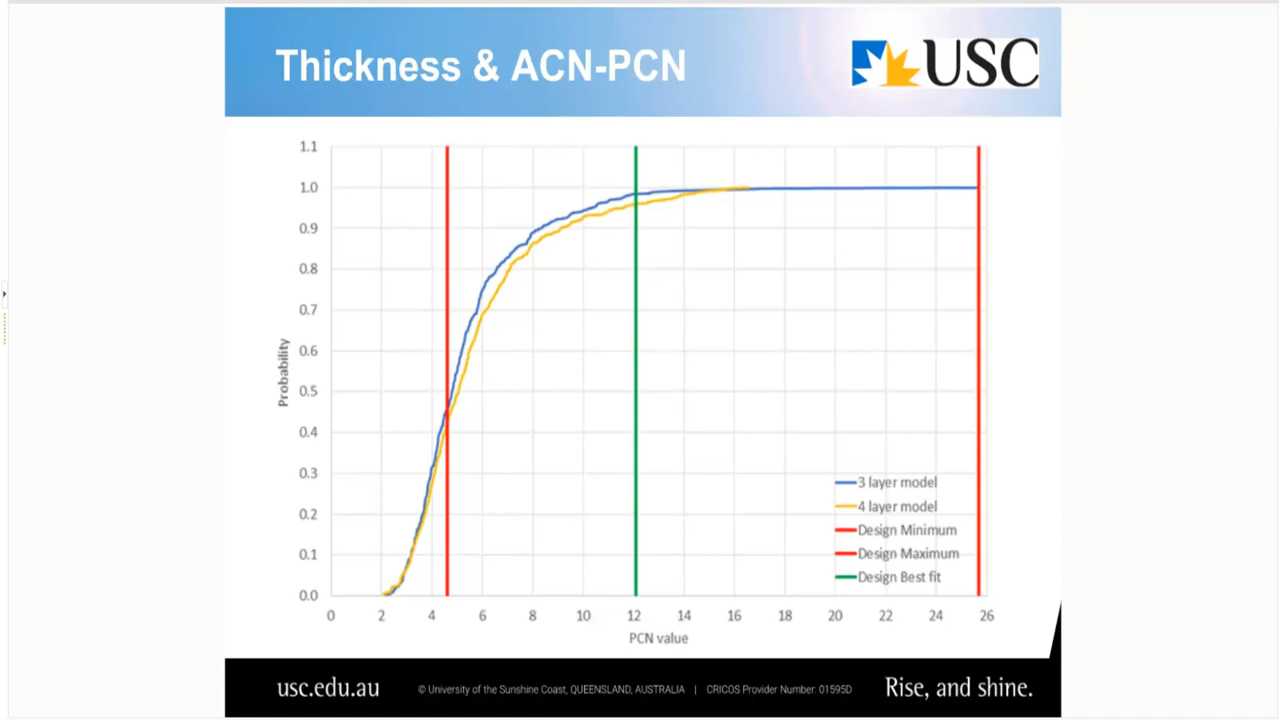 Thickness & ACN-PCN
USC
1.1
1.0
0.9
0.8
0.7
0.6
0.5
0.4
0.3
0.2
0.1
0.0
Probability
0 2 4 6 8 10 12 14 16 18 20 22 24 26
PCN value
3 layer model
4 layer model
Design Minimum
Design Maximum
Design Best fit
usc.edu.au
© University of the Sunshine Coast, QUEENSLAND, AUSTRALIA | CRICOS Provider Number: 01595D
Rise, and shine.